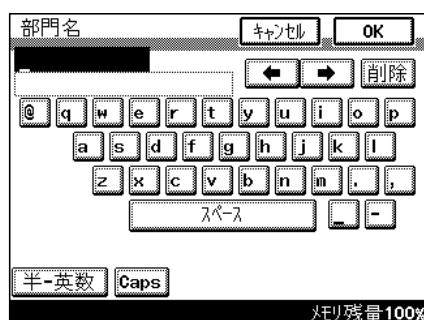 部門名 ｷｬﾝｾﾙ OK
← → 削除
@ q w e r t y u i o p
a s d f g h j k l
z x c v b n m . ,
ｽﾍﾟｰｽ _ -
半-英数 Caps
ﾒﾓﾘ残量100%